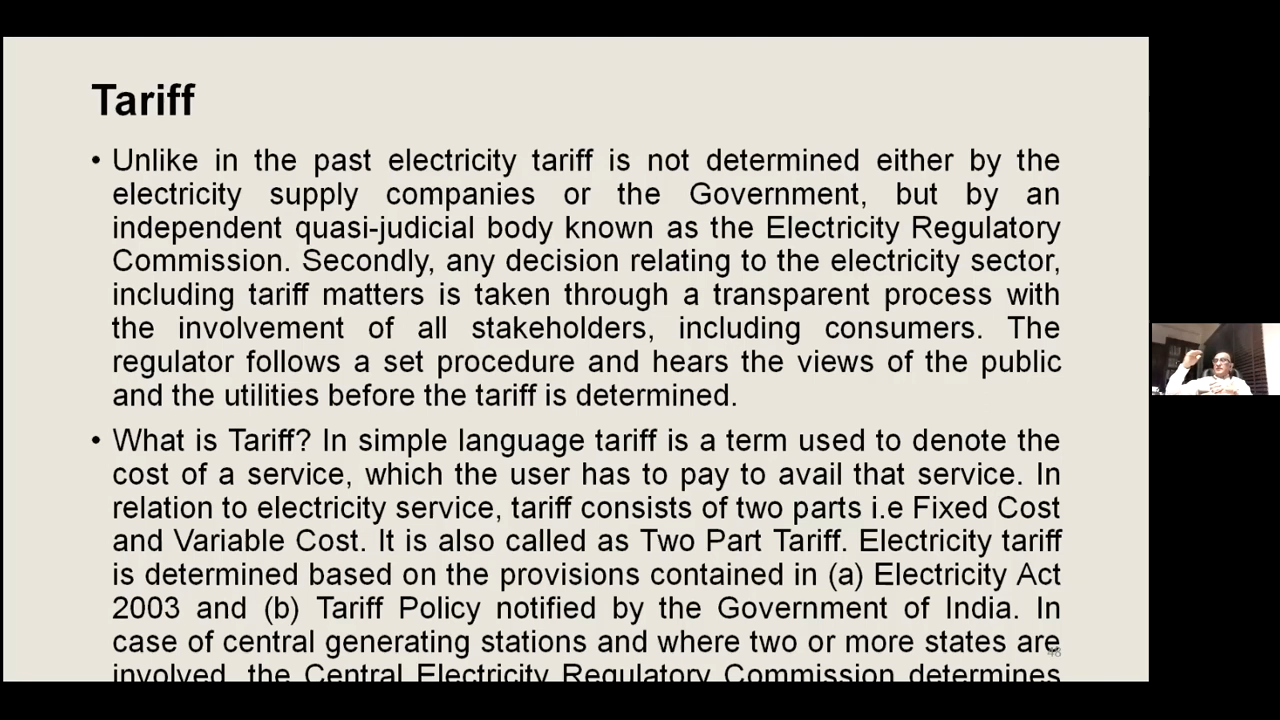 Tariff
• Unlike in the past electricity tariff is not determined either by the
electricity supply companies or the Government, but by an
independent quasi-judicial body known as the Electricity Regulatory
Commission. Secondly, any decision relating to the electricity sector,
including tariff matters is taken through a transparent process with
the involvement of all stakeholders, including consumers. The
regulator follows a set procedure and hears the views of the public
and the utilities before the tariff is determined.
• What is Tariff? In simple language tariff is a term used to denote the
cost of a service, which the user has to pay to avail that service. In
relation to electricity service, tariff consists of two parts i.e Fixed Cost
and Variable Cost. It is also called as Two Part Tariff. Electricity tariff
is determined based on the provisions contained in (a) Electricity Act
2003 and (b) Tariff Policy notified by the Government of India. In
case of central generating stations and where two or more states are
48
involved, the Central Electricity Regulatory Commission determines